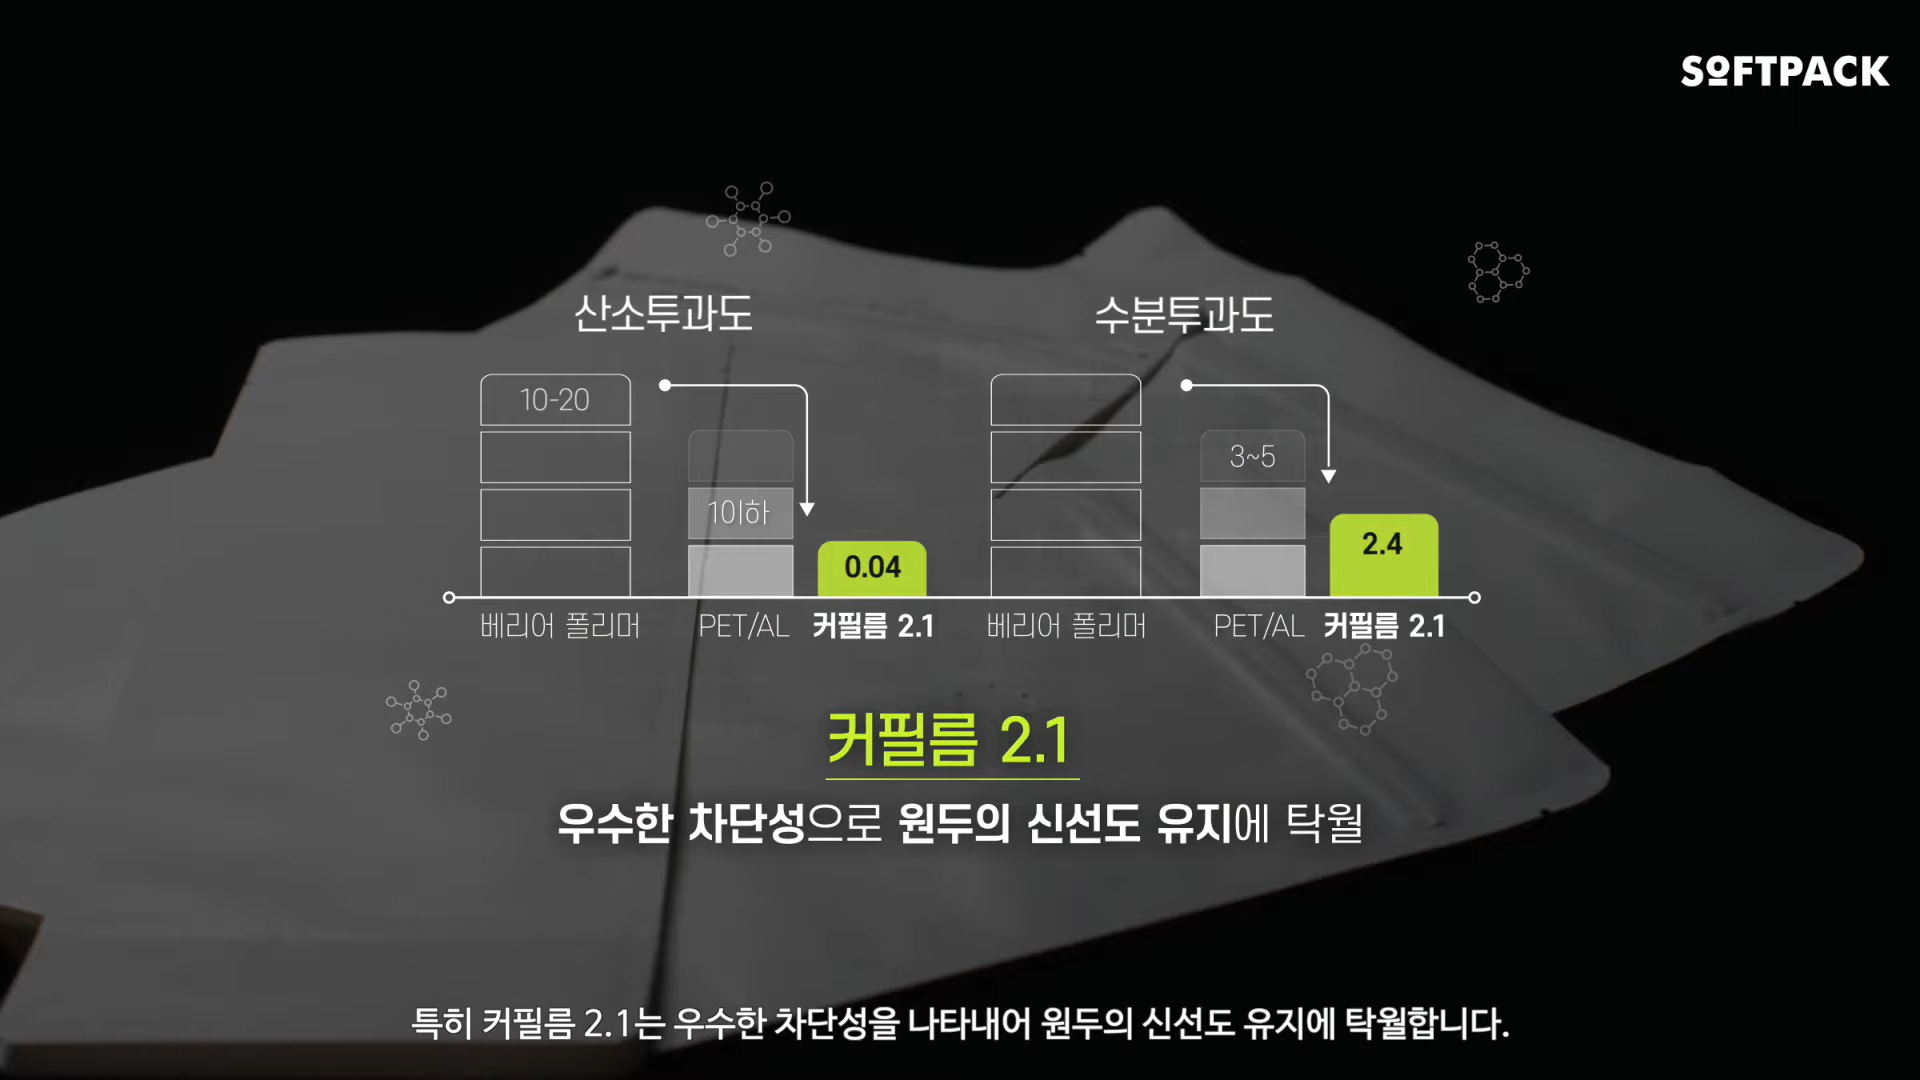 SOFTPACK
산소투과도
수분투과도
10-20
1이하
0.04
3~5
2.4
베리어 폴리머
PET/AL
커필름 2.1
베리어 폴리머
PET/AL
커필름 2.1
커필름 2.1
우수한 차단성으로 원두의 신선도 유지에 탁월
특히 커필름 2.1는 우수한 차단성을 나타내어 원두의 신선도 유지에 탁월합니다.